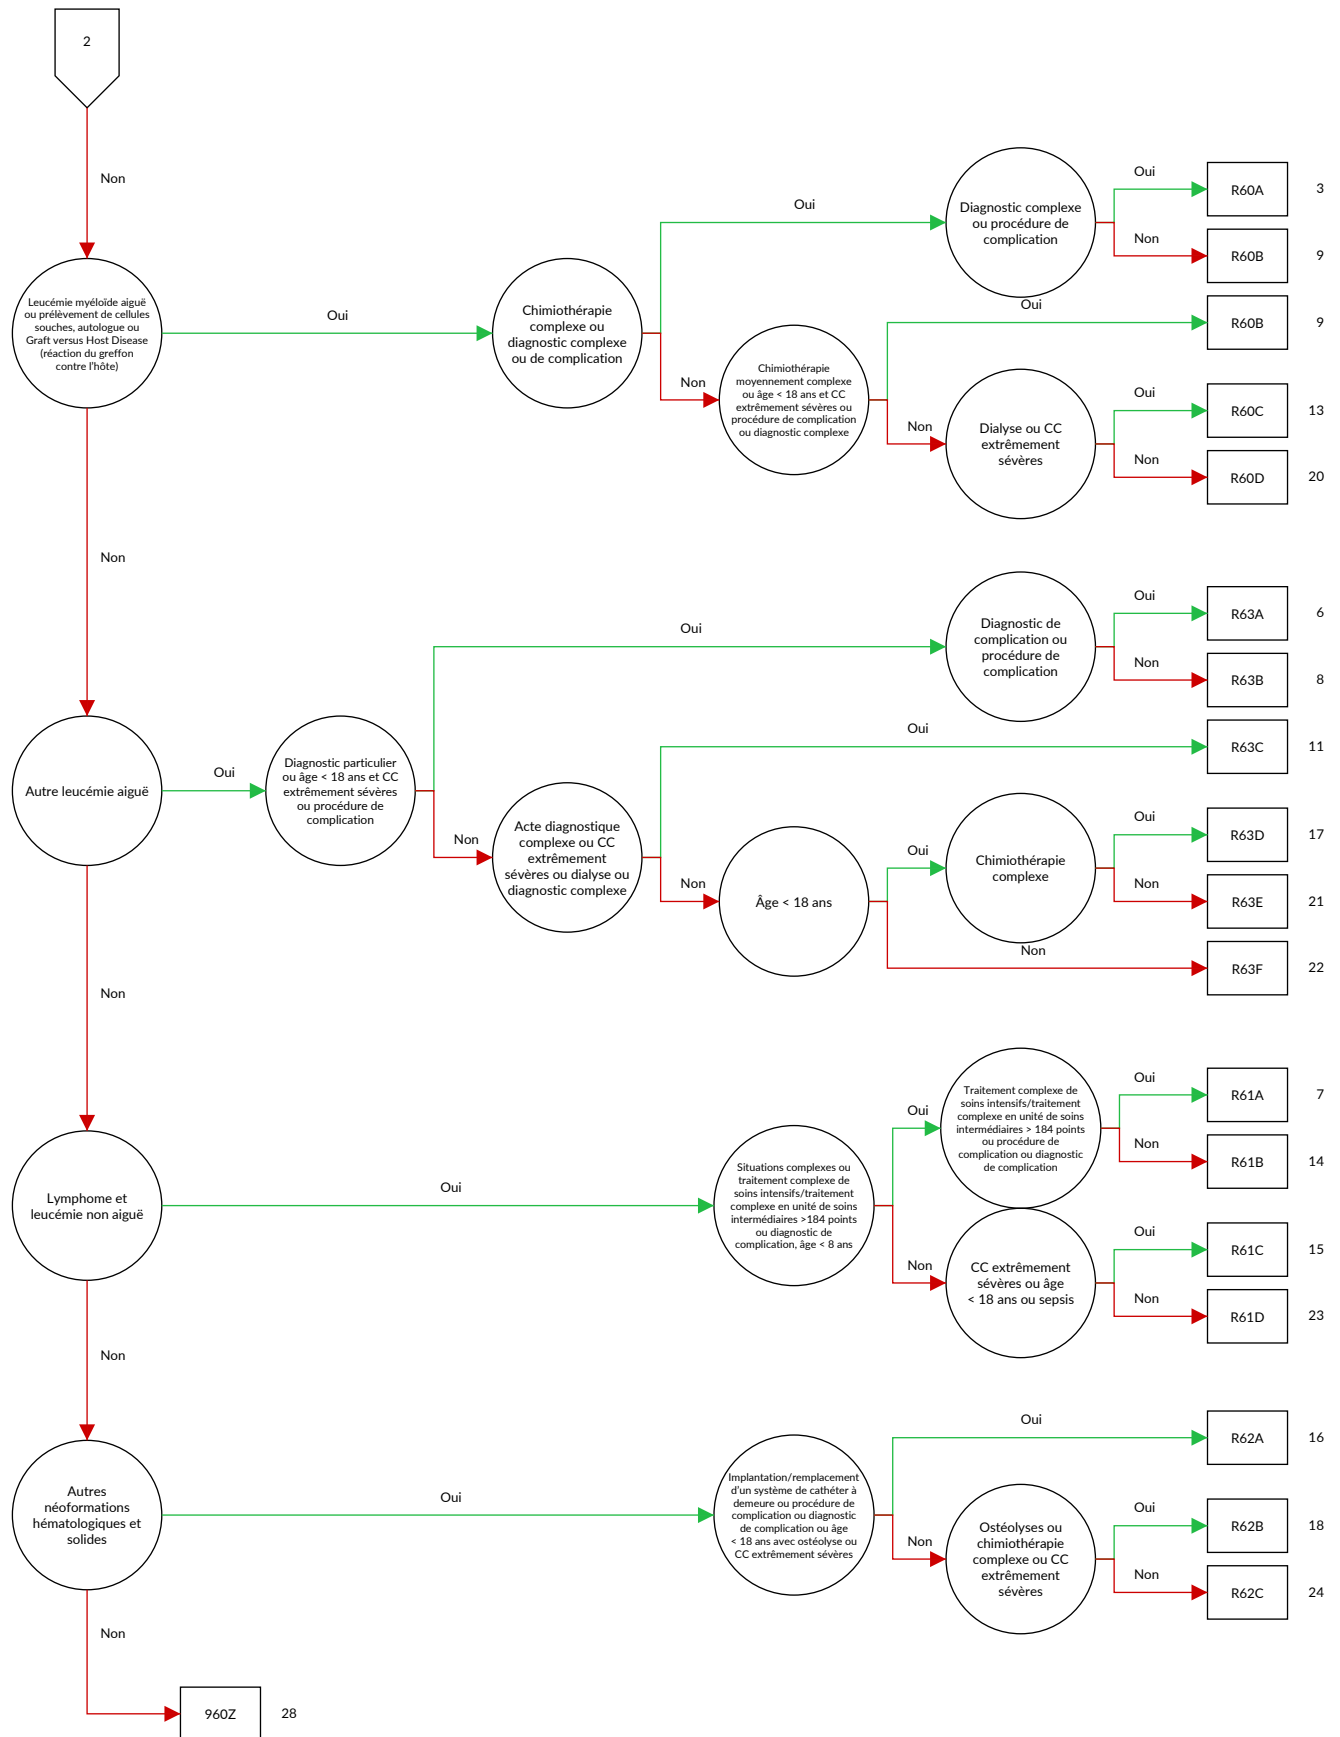 2
Non
Leucémie myéloïde aiguë
ou prélèvement de cellules
souches, autologue ou
Graft versus Host Disease
(réaction du greffon
contre l'hôte)
Oui
Chimiothérapie
complexe ou
diagnostic complexe
ou de complication
Oui
Diagnostic complexe
ou procédure de
complication
Oui
R60A
3
Non
R60B
9
Non
Chimiothérapie
moyennement complexe
ou âge < 18 ans et CC
extrêmement sévères ou
procédure de complication
ou diagnostic complexe
Oui
R60B
9
Non
Dialyse ou CC
extrêmement
sévères
Oui
R60C
13
Non
R60D
20
Non
Autre leucémie aiguë
Oui
Diagnostic particulier
ou âge < 18 ans et CC
extrêmement sévères
ou procédure de
complication
Oui
Diagnostic de
complication ou
procédure de
complication
Oui
R63A
6
Non
R63B
8
Non
Acte diagnostique
complexe ou CC
extrêmement
sévères ou dialyse ou
diagnostic complexe
Oui
R63C
11
Non
Âge < 18 ans
Oui
Chimiothérapie
complexe
Oui
R63D
17
Non
R63E
21
Non
R63F
22
Non
Lymphome et
leucémie non aiguë
Oui
Situations complexes ou
traitement complexe de
soins intensifs/traitement
complexe en unité de soins
intermédiaires >184 points
ou diagnostic de
complication, âge < 8 ans
Oui
Traitement complexe de
soins intensifs/traitement
complexe en unité de soins
intermédiaires > 184 points
ou procédure de
complication ou diagnostic
de complication
Oui
R61A
7
Non
R61B
14
Non
CC extrêmement
sévères ou âge
< 18 ans ou sepsis
Oui
R61C
15
Non
R61D
23
Non
Autres
néoformations
hématologiques et
solides
Oui
Implantation/remplacement
d'un système de cathéter à
demeure ou procédure de
complication ou diagnostic
de complication ou âge
< 18 ans avec ostéolyse ou
CC extrêmement sévères
Oui
R62A
16
Non
Ostéolyses ou
chimiothérapie
complexe ou CC
extrêmement
sévères
Oui
R62B
18
Non
R62C
24
Non
960Z
28